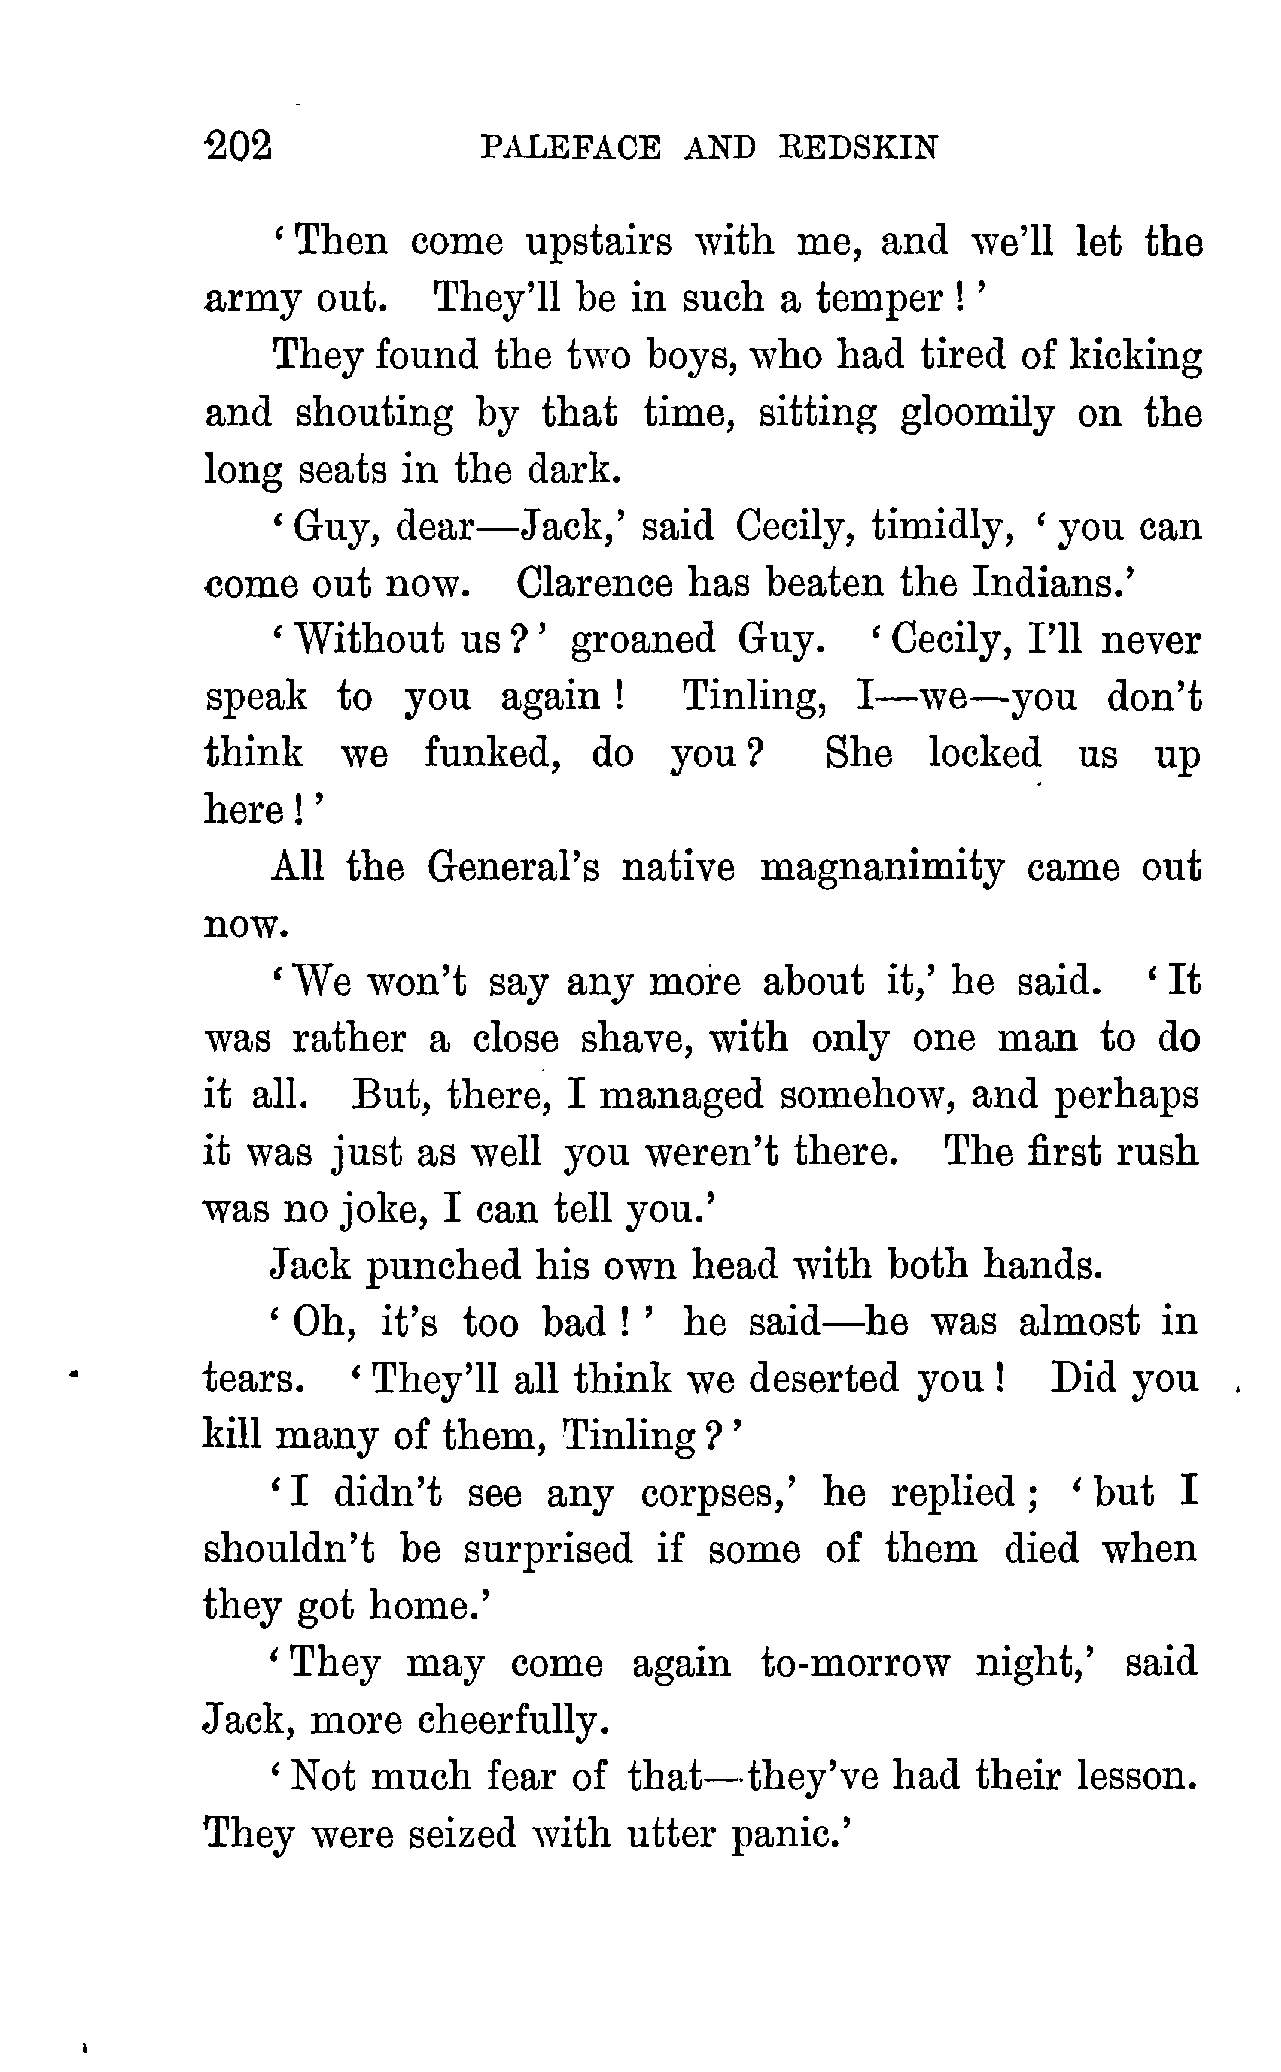 202 PALEFACE AND REDSKIN
‘Then come upstairs with me, and we’ll let the
army out. They’ll be in such a temper!’
They found the two boys, who had tired of kicking
and shouting by that time, sitting gloomily on the
long seats in the dark.
‘Guy, dear—Jack,’ said Cecily, timidly, ‘you can
come out now. Clarence has beaten the Indians.’
‘Without us?’ groaned Guy. ‘Cecily, I’ll never
speak to you again! Tinling, I—we—you don’t
think we funked, do you? She locked us up
here!’
All the General’s native magnanimity came out
now.
‘We won’t say any more about it,’ he said. ‘It
was rather a close shave, with only one man to do
it all. But, there, I managed somehow, and perhaps
it was just as well you weren’t there. The first rush
was no joke, I can tell you.’
Jack punched his own head with both hands.
‘Oh, it’s too bad!’ he said—he was almost in
tears. ‘They’ll all think we deserted you! Did you
kill many of them, Tinling?’
‘I didn’t see any corpses,’ he replied; ‘but I
shouldn’t be surprised if some of them died when
they got home.’
‘They may come again to-morrow night,’ said
Jack, more cheerfully.
‘Not much fear of that—they’ve had their lesson.
They were seized with utter panic.’